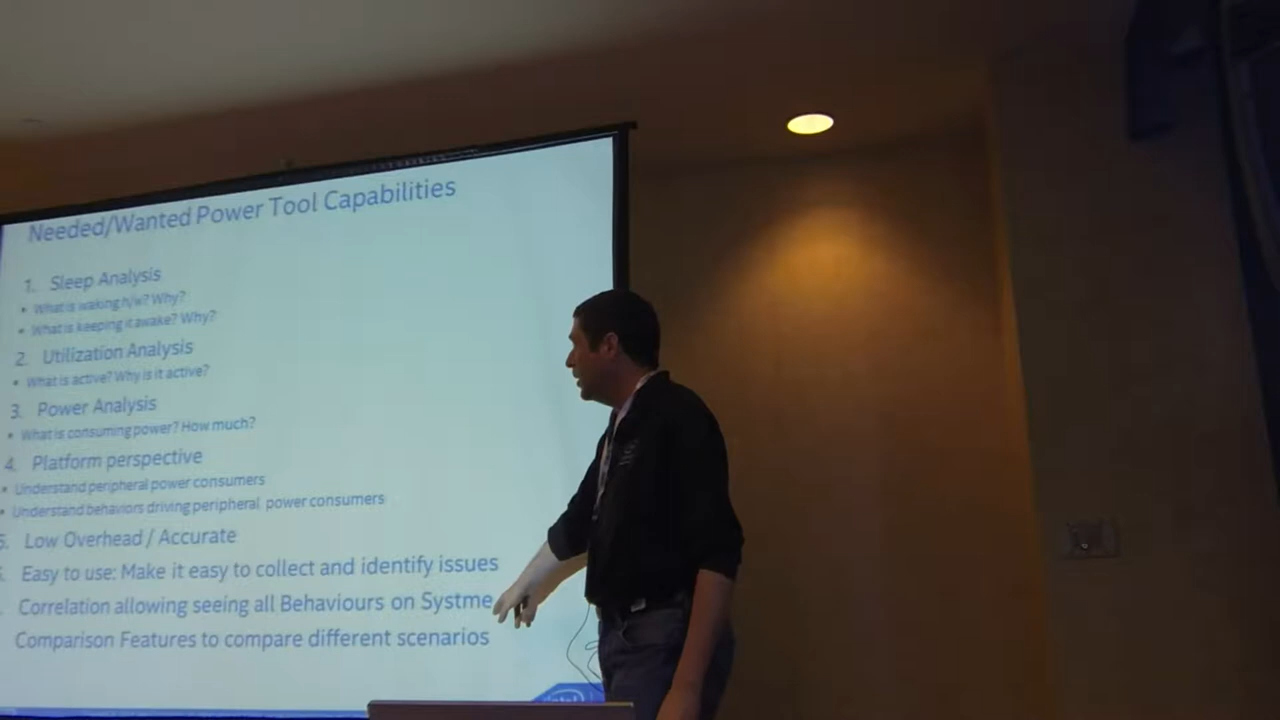 Needed/Wanted Power Tool Capabilities
1. Sleep Analysis
• What is waking h/w? Why?
• What is keeping it awake? Why?
2. Utilization Analysis
• What is active? Why is it active?
3. Power Analysis
• What is consuming power? How much?
4. Platform perspective
• Understand peripheral power consumers
• Understand behaviors driving peripheral power consumers
5. Low Overhead / Accurate
Easy to use: Make it easy to collect and identify issues
Correlation allowing seeing all Behaviours on Systme
Comparison Features to compare different scenarios
intel